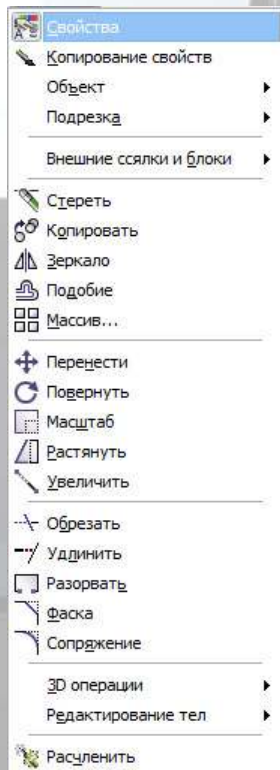 Свойства
Копирование свойств
Объект
Подрезка
Внешние ссялки и блоки
Стереть
Копировать
Зеркало
Подобие
Массив...
Перенести
Повернуть
Масштаб
Растянуть
Увеличить
Обрезать
Удлинить
Разорвать
Фаска
Сопряжение
3D операции
Редактирование тел
Расчленить